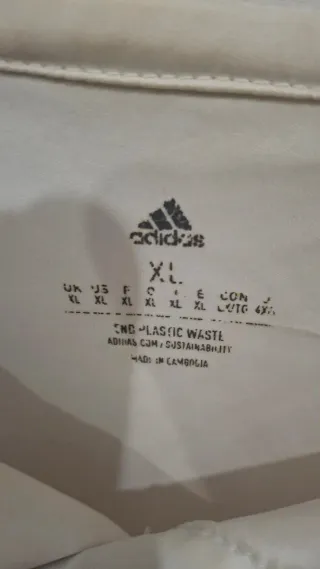 adidas
XL
UK US F D I E CDN J
XL XL XL XL XL XL
END PLASTIC WASTE
ADIDAS.COM/SUSTAINABILITY
MADE IN CAMBODIA